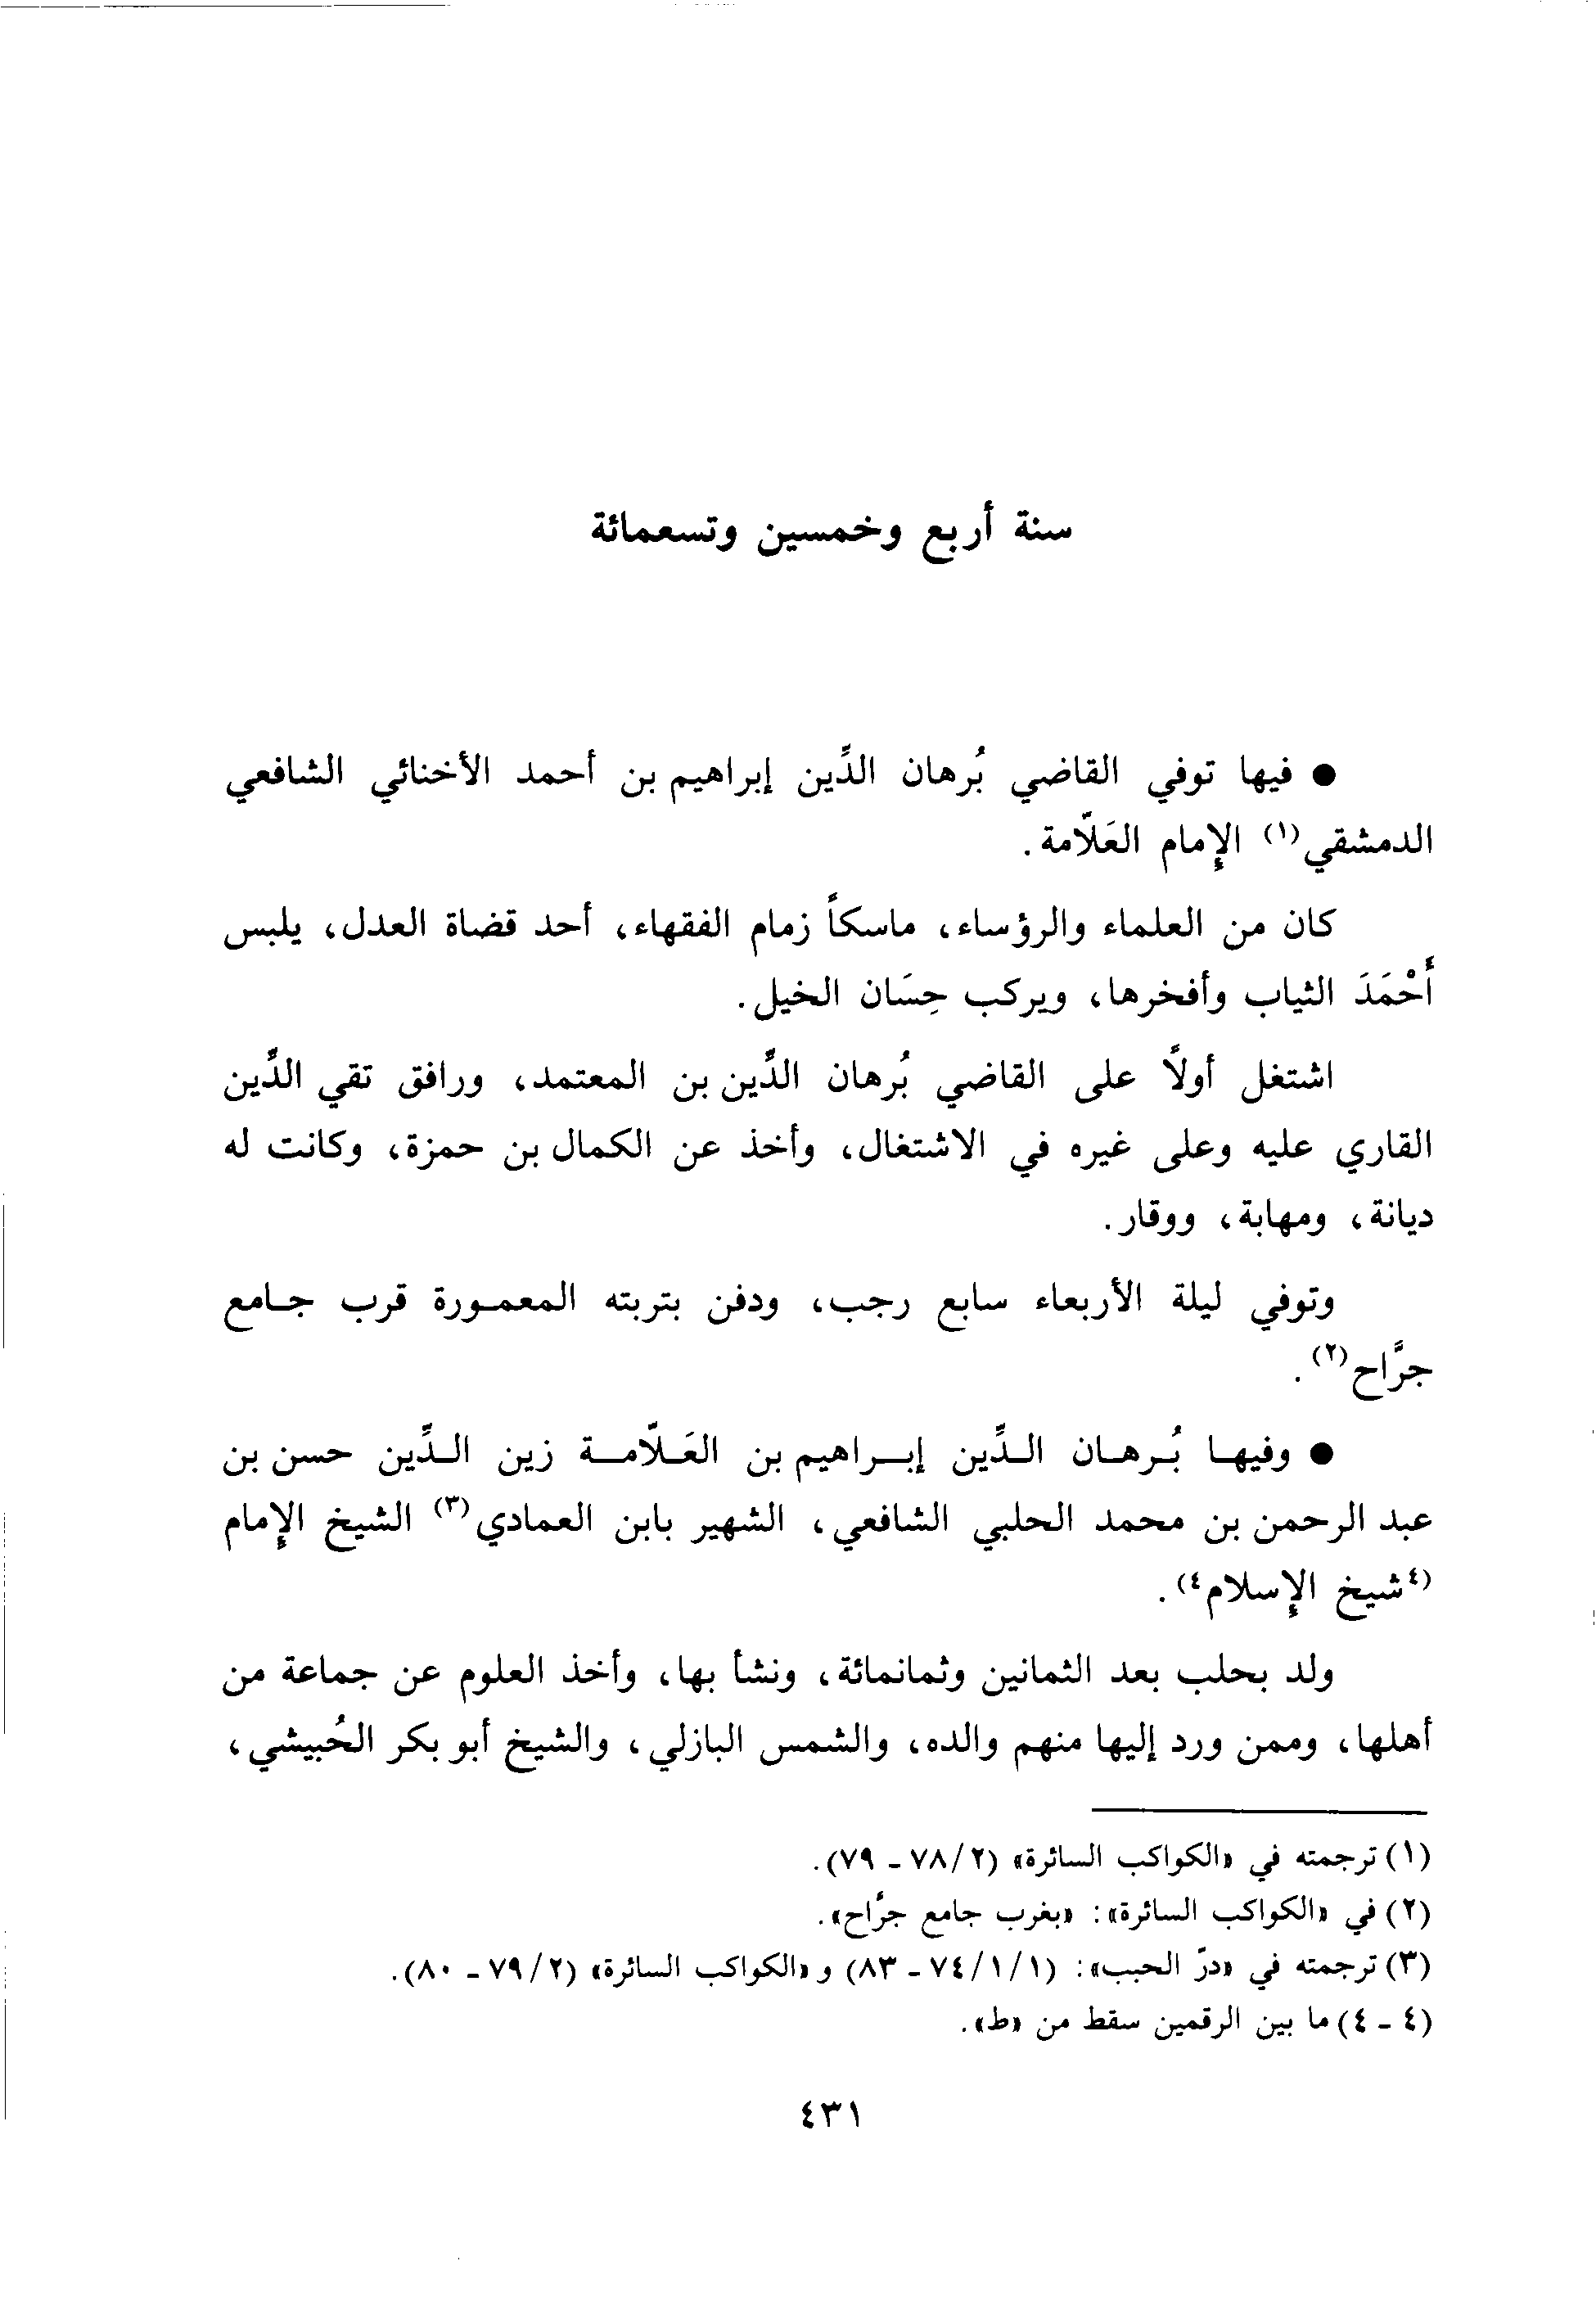 سنة أربع وخمسين وتسعمائة
● فيها توفي القاضي بُرهان الدِّين إبراهيم بن أحمد الأخنائي الشافعي
الدمشقي(١) الإمام العَلّامة.
كان من العلماء والرؤساء، ماسكاً زمام الفقهاء، أحد قضاة العدل، يلبس
أَحْمَدَ الثياب وأفخرها، ويركب حِسَان الخيل.
اشتغل أولاً على القاضي بُرهان الدِّين بن المعتمد، ورافق تقي الدِّين
القاري عليه وعلى غيره في الاشتغال، وأخذ عن الكمال بن حمزة، وكانت له
ديانة، ومهابة، ووقار.
وتوفي ليلة الأربعاء سابع رجب، ودفن بتربته المعمورة قرب جامع
جرَّاح(٢).
● وفيها بُرهان الدِّين إبراهيم بن العَلّامة زين الدِّين حسن بن
عبد الرحمن بن محمد الحلبي الشافعي، الشهير بابن العمادي(٣) الشيخ الإمام
(٤شيخ الإسلام٤).
ولد بحلب بعد الثمانين وثمانمائة، ونشأ بها، وأخذ العلوم عن جماعة من
أهلها، وممن ورد إليها منهم والده، والشمس البازلي، والشيخ أبو بكر الحُبيشي،
(١) ترجمته في «الكواكب السائرة» (٢/ ٧٨ - ٧٩).
(٢) في «الكواكب السائرة»: «بغرب جامع جرَّاح».
(٣) ترجمته في «درّ الحبب»: (١/ ١/ ٧٤ - ٨٣) و «الكواكب السائرة» (٢/ ٧٩ - ٨٠).
(٤ - ٤) ما بين الرقمين سقط من «ط».
٤٣١